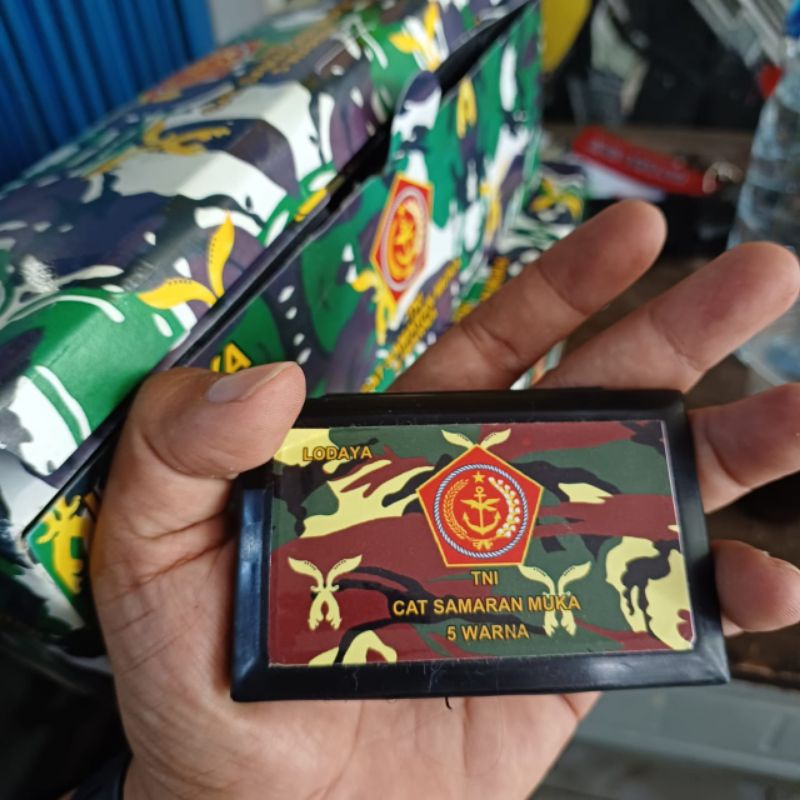 LODAYA
TNI
CAT SAMARAN MUKA
5 WARNA